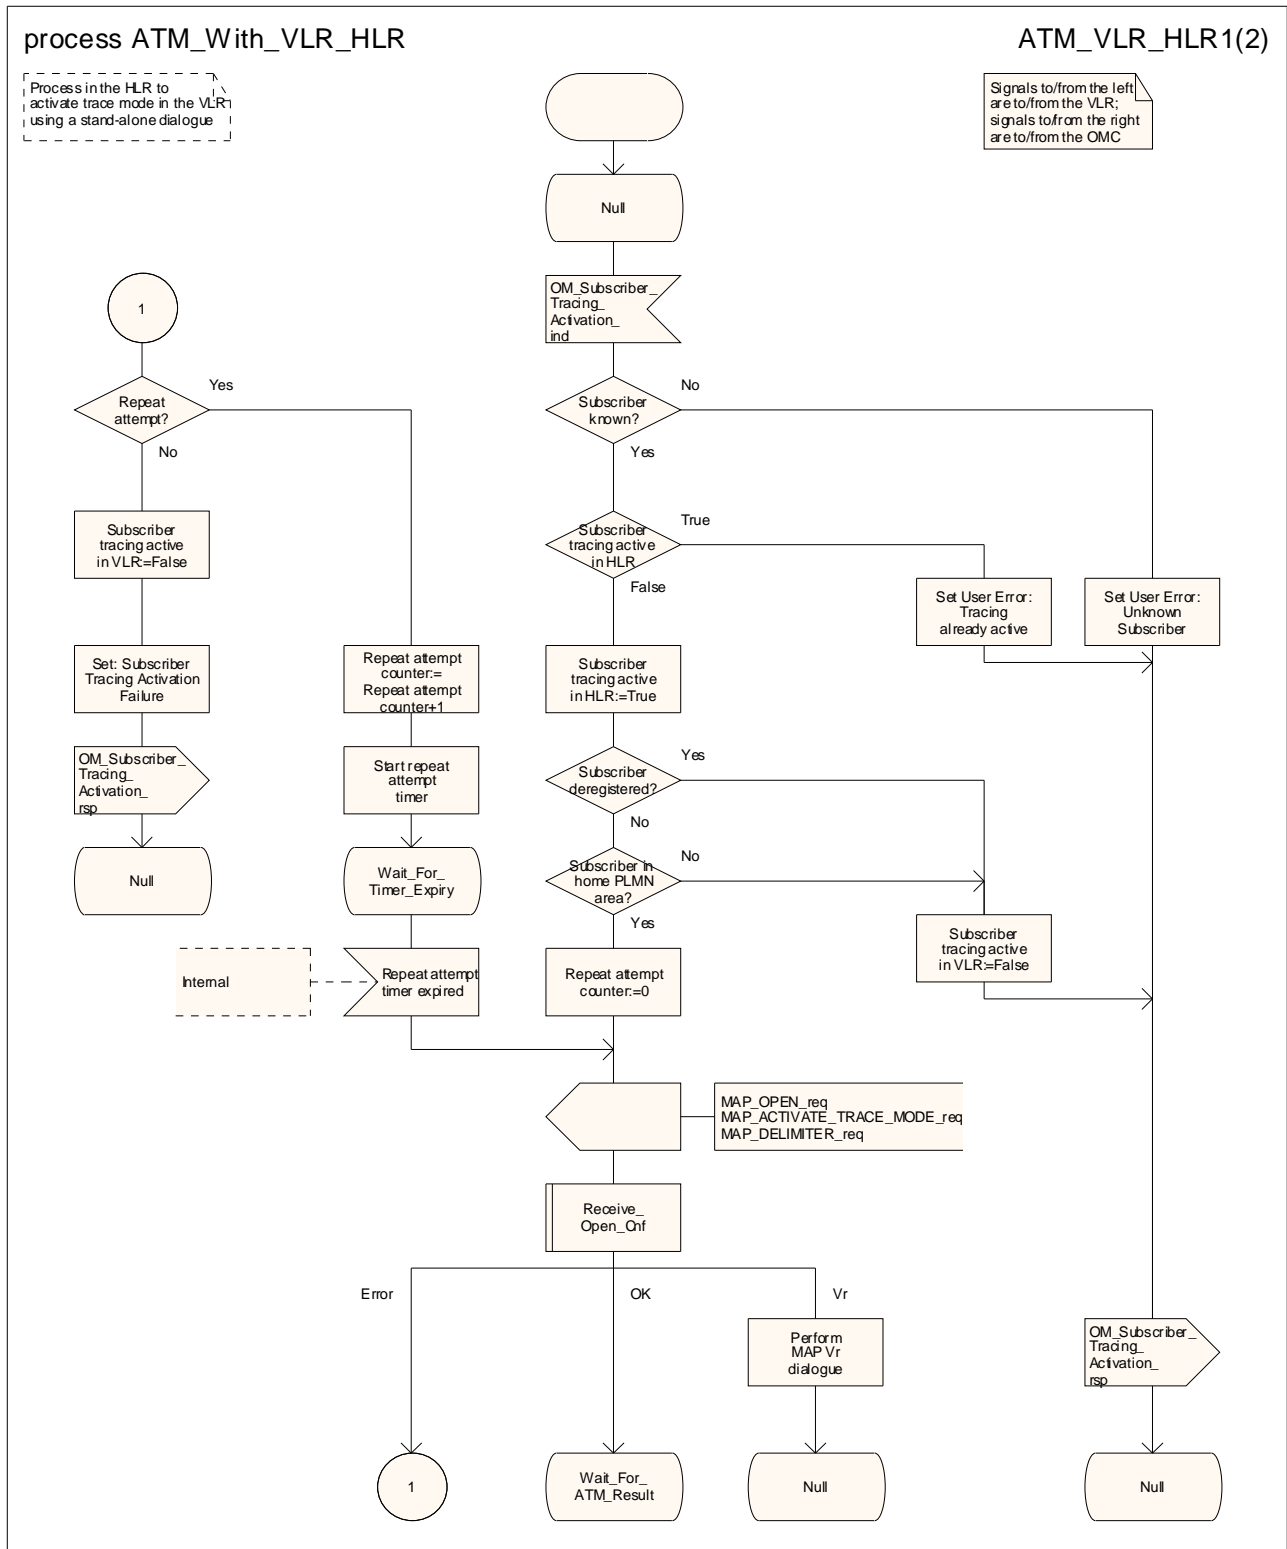 process ATM_With_VLR_HLR
ATM_VLR_HLR1(2)
Process in the HLR to
activate trace mode in the VLR
using a stand-alone dialogue
Signals to/from the left
are to/from the VLR;
signals to/from the right
are to/from the OMC
Null
OM_Subscriber_
Tracing_
Activation_
ind
1
Repeat
attempt?
Yes
No
Subscriber
known?
No
Yes
Subscriber
tracing active
in VLR:=False
Subscriber
tracing active
in HLR
True
False
Set User Error:
Tracing
already active
Set User Error:
Unknown
Subscriber
Set: Subscriber
Tracing Activation
Failure
Repeat attempt
counter:=
Repeat attempt
counter+1
Subscriber
tracing active
in HLR:=True
OM_Subscriber_
Tracing_
Activation_
rsp
Start repeat
attempt
timer
Subscriber
deregistered?
Yes
No
Null
Wait_For_
Timer_Expiry
Subscriber in
home PLMN
area?
No
Yes
Subscriber
tracing active
in VLR:=False
Internal
Repeat attempt
timer expired
Repeat attempt
counter:=0
MAP_OPEN_req
MAP_ACTIVATE_TRACE_MODE_req
MAP_DELIMITER_req
Receive_
Open_Cnf
Error
OK
Vr
Perform
MAP Vr
dialogue
OM_Subscriber_
Tracing_
Activation_
rsp
1
Wait_For_
ATM_Result
Null
Null